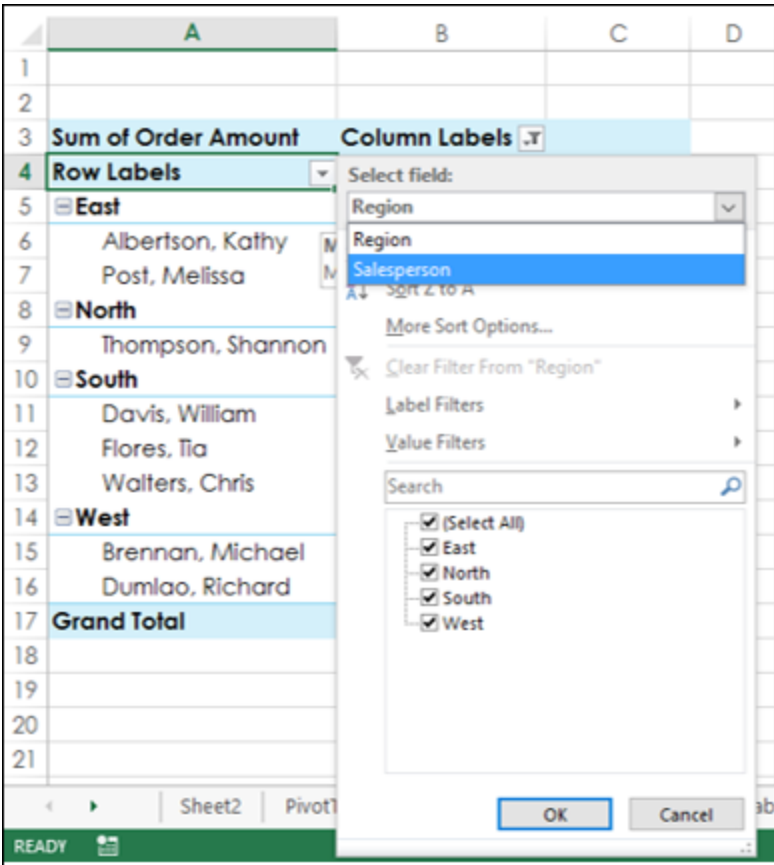 A B C D
1
2
3 Sum of Order Amount Column Labels
4 Row Labels Select field:
5 East Region
6 Albertson, Kathy M Region
7 Post, Melissa M Salesperson
Sort Z to A
8 North
More Sort Options...
9 Thompson, Shannon
10 South Clear Filter From "Region"
11 Davis, William Label Filters
12 Flores, Tia Value Filters
13 Walters, Chris Search
14 West (Select All)
15 Brennan, Michael East
16 Dumlao, Richard North
17 Grand Total South
West
18
19
20
21
Sheet2 PivotT OK Cancel ab
READY